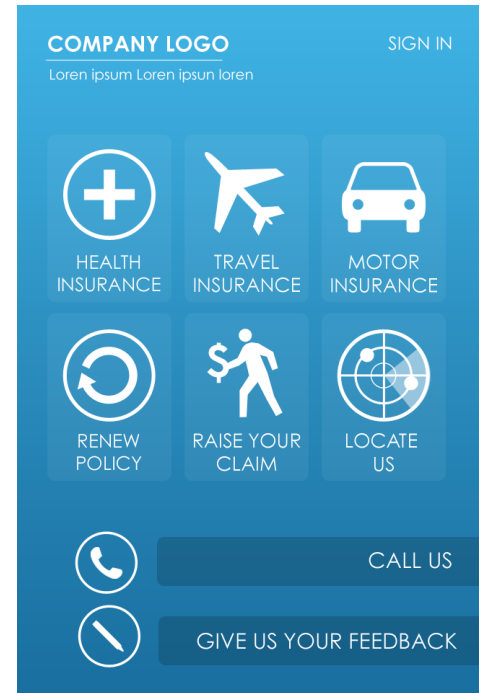 COMPANY LOGO
SIGN IN
Loren ipsum Loren ipsun loren
HEALTH
INSURANCE
TRAVEL
INSURANCE
MOTOR
INSURANCE
RENEW
POLICY
$
RAISE YOUR
CLAIM
LOCATE
US
CALL US
GIVE US YOUR FEEDBACK